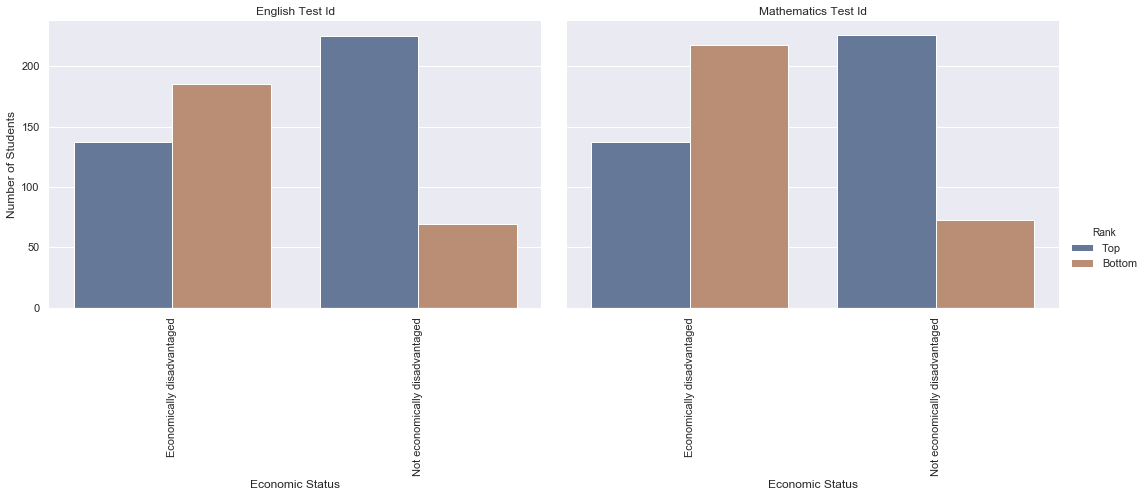 English Test Id
Mathematics Test Id
Number of Students
200
150
100
50
0
Economically disadvantaged
Not economically disadvantaged
Economic Status
Economically disadvantaged
Not economically disadvantaged
Economic Status
Rank
Top
Bottom